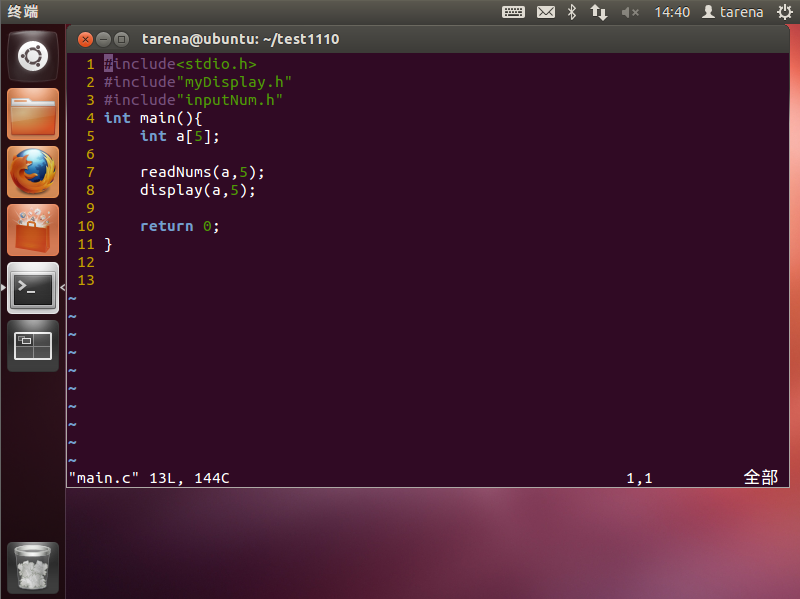 终端
14:40
tarena
tarena@ubuntu: ~/test1110
1 #include<stdio.h>
2 #include"myDisplay.h"
3 #include"inputNum.h"
4 int main(){
5     int a[5];
6
7     readNums(a,5);
8     display(a,5);
9
10     return 0;
11 }
12
13
~
~
~
~
~
~
~
~
~
~
"main.c" 13L, 144C 1,1 全部